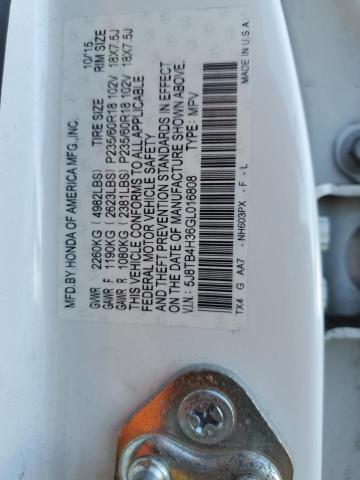 MFD.BY HONDA OF AMERICA MFG.,INC. 10/15
TIRE SIZE RIM SIZE
GVWR 2260KG (4982LBS)
GAWR F 1190KG (2623LBS) P235/60R18 102V 18X7.5J
GAWR R 1080KG (2381LBS) P235/60R18 102V 18X7.5J
THIS VEHICLE CONFORMS TO ALL APPLICABLE
FEDERAL MOTOR VEHICLE SAFETY
AND THEFT PREVENTION STANDARDS IN EFFECT
ON THE DATE OF MANUFACTURE SHOWN ABOVE.
V.I.N.: 5J8TB4H36GL016808 TYPE: MPV
TX4 G AA7 - NH603PX - F - L MADE IN U.S.A.